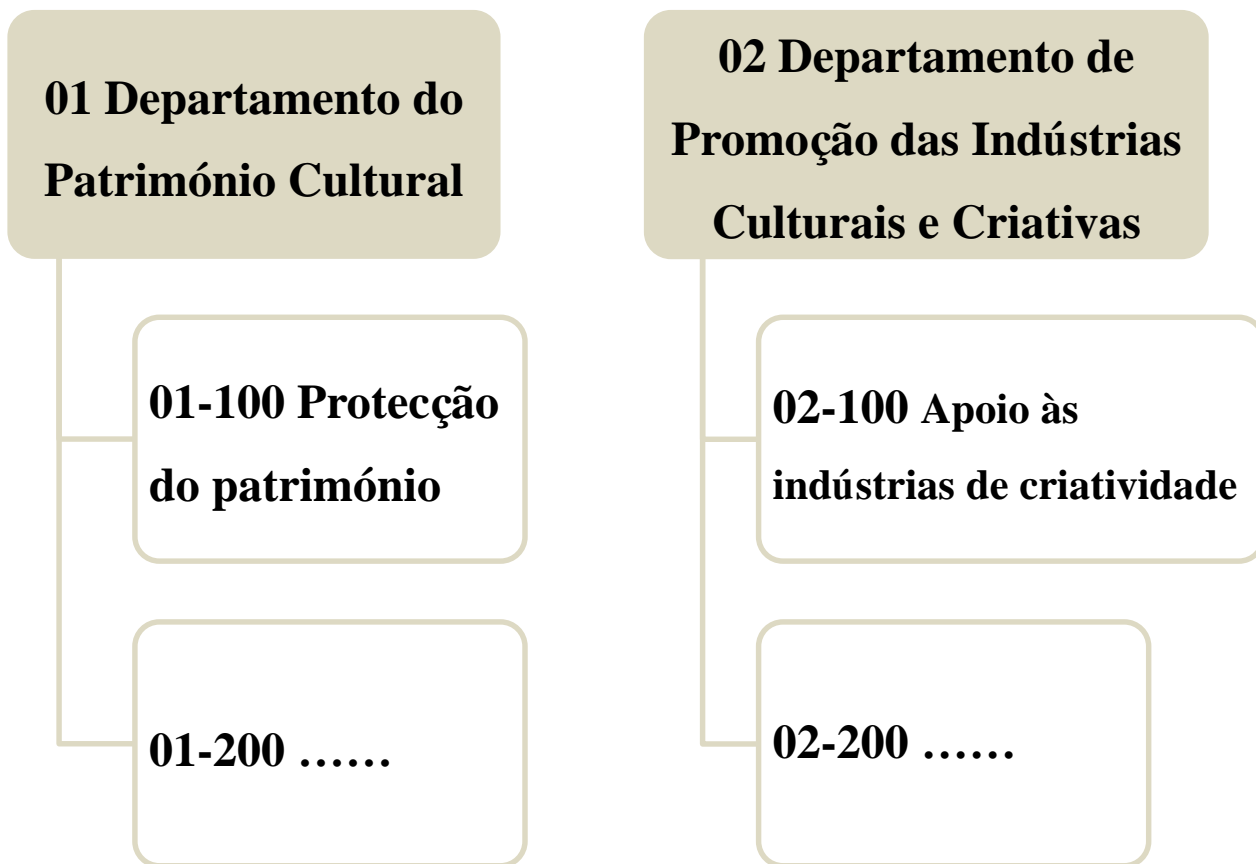 01 Departamento do
Património Cultural
01-100 Protecção
do património
01-200 ……
02 Departamento de
Promoção das Indústrias
Culturais e Criativas
02-100 Apoio às
indústrias de criatividade
02-200 ……